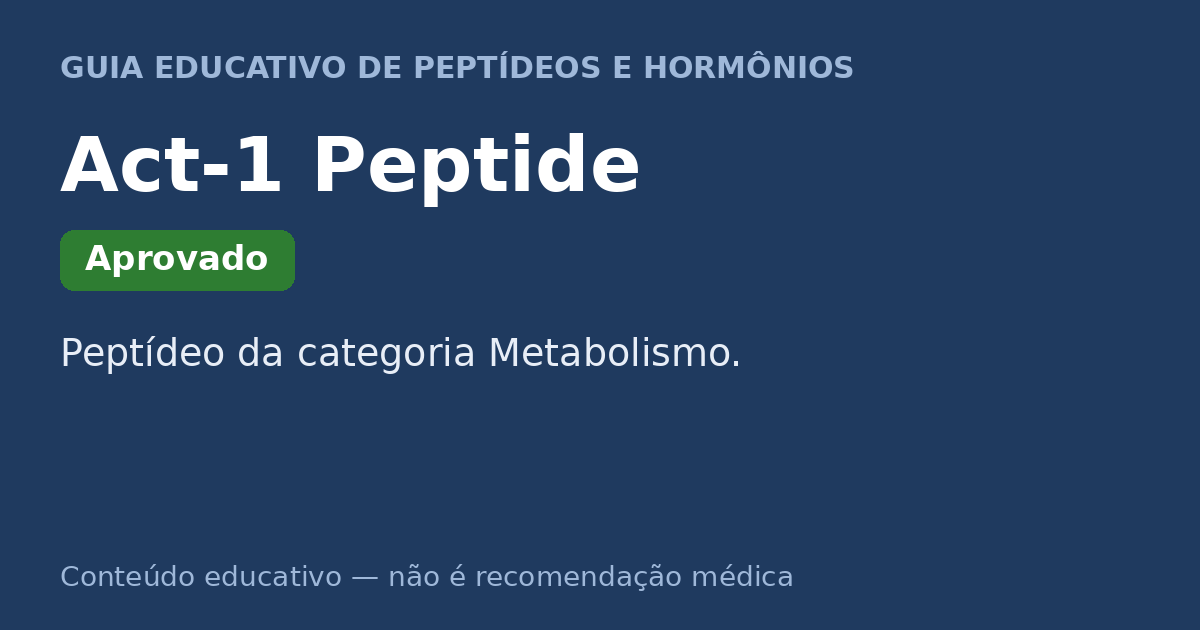 GUIA EDUCATIVO DE PEPTÍDEOS E HORMÔNIOS
Act-1 Peptide
Aprovado
Peptídeo da categoria Metabolismo.
Conteúdo educativo — não é recomendação médica